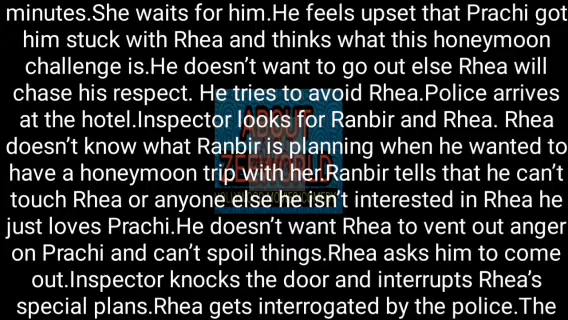 minutes.She waits for him.He feels upset that Prachi got
him stuck with Rhea and thinks what this honeymoon
challenge is.He doesn’t want to go out else Rhea will
chase his respect. He tries to avoid Rhea.Police arrives
at the hotel.Inspector looks for Ranbir and Rhea. Rhea
doesn’t know what Ranbir is planning when he wanted to
have a honeymoon trip with her.Ranbir tells that he can’t
touch Rhea or anyone else he isn’t interested in Rhea he
just loves Prachi.He doesn’t want Rhea to vent out anger
on Prachi and can’t spoil things.Rhea asks him to come
out.Inspector knocks the door and interrupts Rhea’s
special plans.Rhea gets interrogated by the police.The
ABOUT
ZEEWORLD